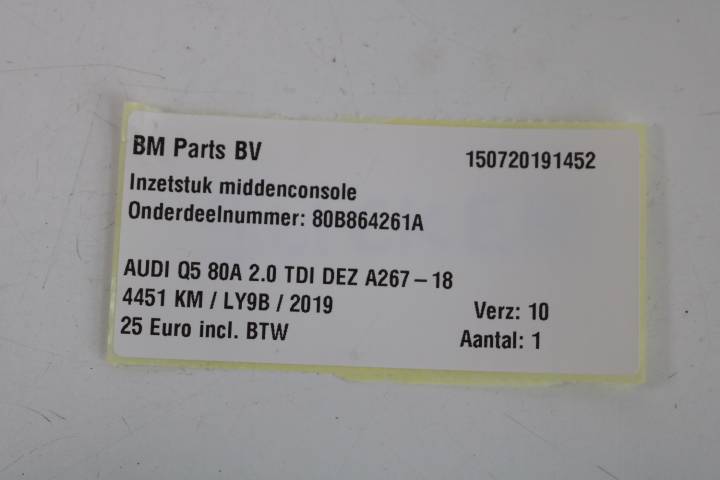 BM Parts BV 150720191452
Inzetstuk middenconsole
Onderdeelnummer: 80B864261A
AUDI Q5 80A 2.0 TDI DEZ A267-18
4451 KM / LY9B / 2019 Verz: 10
25 Euro incl. BTW Aantal: 1